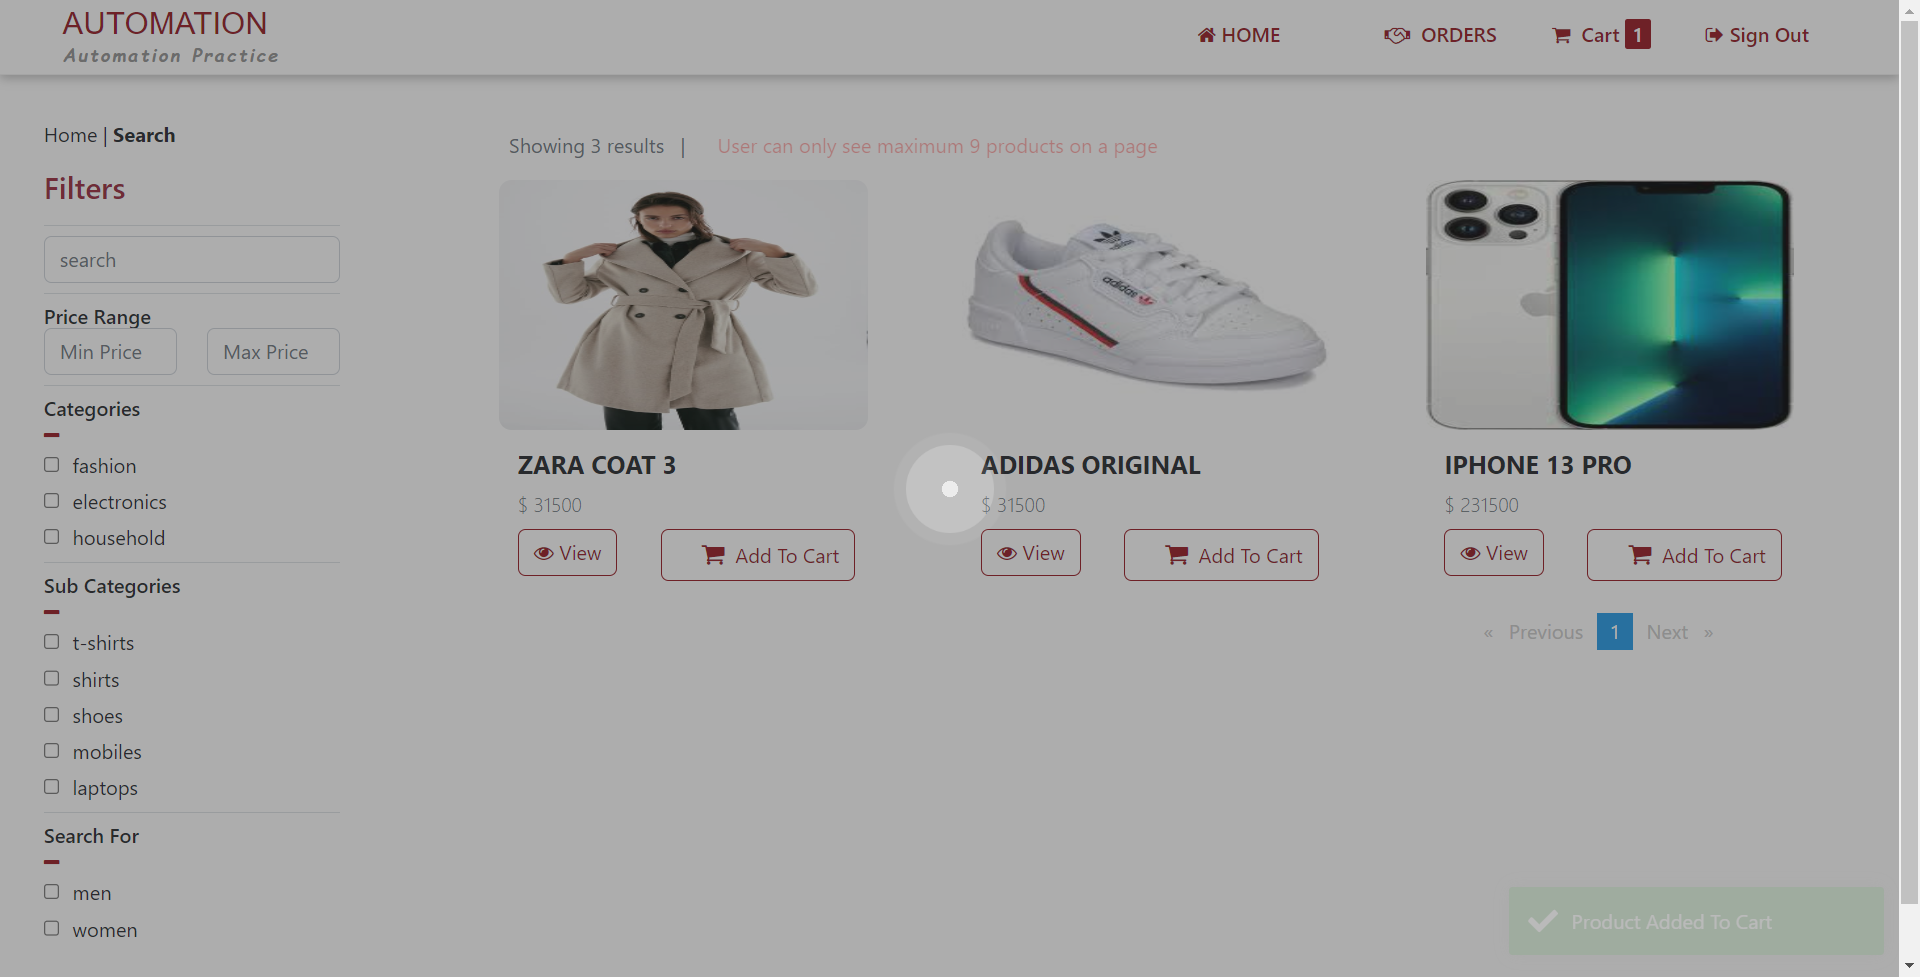 AUTOMATION
Automation Practice
HOME
ORDERS
Cart 1
Sign Out
Home | Search
Showing 3 results |
User can only see maximum 9 products on a page
Filters
search
Price Range
Min Price
Max Price
Categories
fashion
electronics
household
Sub Categories
t-shirts
shirts
shoes
mobiles
laptops
Search For
men
women
adidas
adidas
ZARA COAT 3
$ 31500
View
Add To Cart
ADIDAS ORIGINAL
$ 31500
View
Add To Cart
IPHONE 13 PRO
$ 231500
View
Add To Cart
« Previous 1 Next »
Product Added To Cart